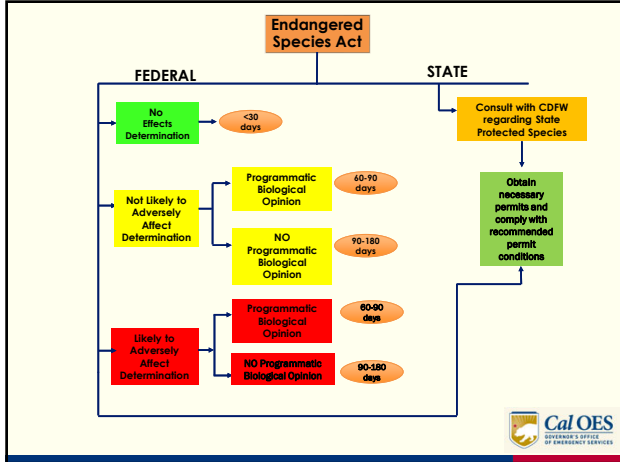 Endangered
Species Act
FEDERAL
STATE
No
Effects
Determination
<30
days
Consult with CDFW
regarding State
Protected Species
Not Likely to
Adversely
Affect
Determination
Programmatic
Biological
Opinion
60-90
days
NO
Programmatic
Biological
Opinion
90-180
days
Obtain
necessary
permits and
comply with
recommended
permit
conditions
Likely to
Adversely
Affect
Determination
Programmatic
Biological
Opinion
60-90
days
NO Programmatic
Biological Opinion
90-180
days
Cal OES
GOVERNOR'S OFFICE
OF EMERGENCY SERVICES